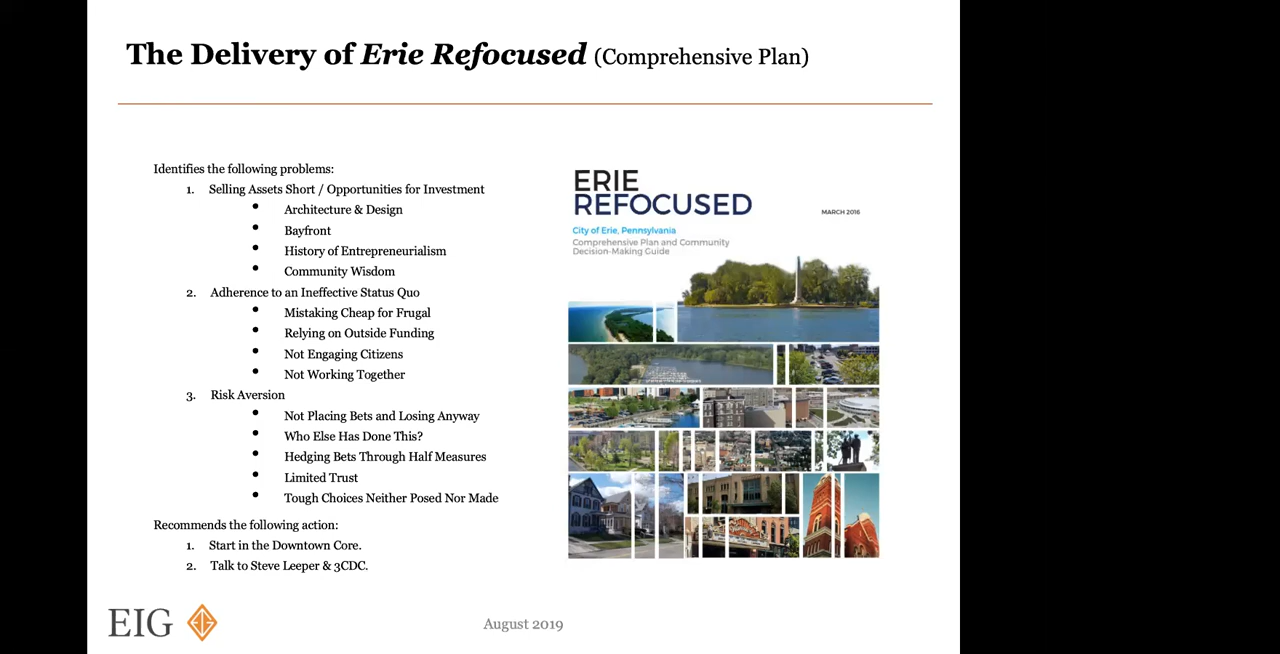 The Delivery of Erie Refocused (Comprehensive Plan)
Identifies the following problems:
1. Selling Assets Short / Opportunities for Investment
• Architecture & Design
• Bayfront
• History of Entrepreneurialism
• Community Wisdom
2. Adherence to an Ineffective Status Quo
• Mistaking Cheap for Frugal
• Relying on Outside Funding
• Not Engaging Citizens
• Not Working Together
3. Risk Aversion
• Not Placing Bets and Losing Anyway
• Who Else Has Done This?
• Hedging Bets Through Half Measures
• Limited Trust
• Tough Choices Neither Posed Nor Made
Recommends the following action:
1. Start in the Downtown Core.
2. Talk to Steve Leeper & 3CDC.
ERIE
REFOCUSED
MARCH 2016
City of Erie, Pennsylvania
Comprehensive Plan and Community
Decision-Making Guide
EIG
August 2019